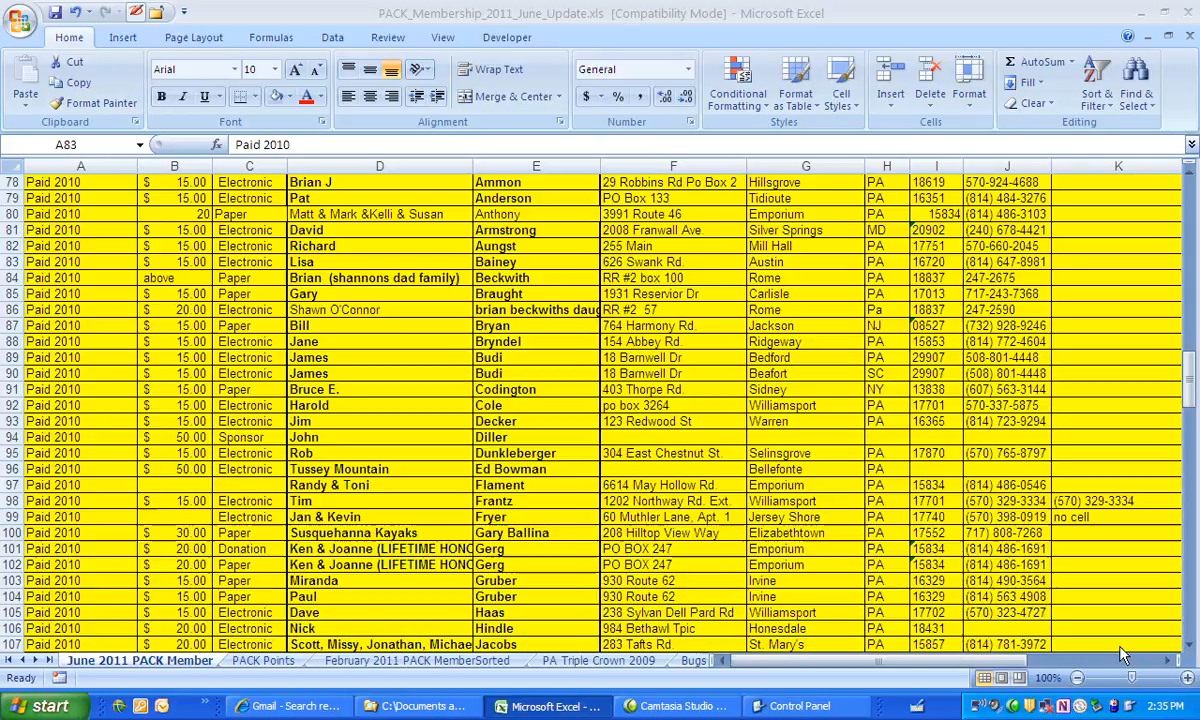 PACK_Membership_2011_June_Update.xls [Compatibility Mode] - Microsoft Excel
Home Insert Page Layout Formulas Data Review View Developer
Paste Cut Copy Format Painter Clipboard
Arial 10 A A B I U A Font
Wrap Text Merge & Center Alignment
General $ % , Number
Conditional Formatting Format as Table Cell Styles Styles
Insert Delete Format Cells
Σ AutoSum Fill Clear Sort & Filter Find & Select Editing
A83 fx Paid 2010
A B C D E F G H I J K
78 Paid 2010 $ 15.00 Electronic Brian J Ammon 29 Robbins Rd Po Box 2 Hillsgrove PA 18619 570-924-4688
79 Paid 2010 $ 15.00 Electronic Pat Anderson PO Box 133 Tidioute PA 16351 (814) 484-3276
80 Paid 2010 20 Paper Matt & Mark &Kelli & Susan Anthony 3991 Route 46 Emporium PA 15834 (814) 486-3103
81 Paid 2010 $ 15.00 Electronic David Armstrong 2008 Franwall Ave. Silver Springs MD 20902 (240) 678-4421
82 Paid 2010 $ 15.00 Electronic Richard Aungst 255 Main Mill Hall PA 17751 570-660-2045
83 Paid 2010 $ 15.00 Electronic Lisa Bainey 626 Swank Rd. Austin PA 16720 (814) 647-8981
84 Paid 2010 above Paper Brian (shannons dad family) Beckwith RR #2 box 100 Rome PA 18837 247-2675
85 Paid 2010 $ 15.00 Paper Gary Braught 1931 Reservior Dr Carlisle PA 17013 717-243-7368
86 Paid 2010 $ 20.00 Electronic Shawn O'Connor brian beckwiths daug RR #2 57 Rome Pa 18837 247-2590
87 Paid 2010 $ 15.00 Paper Bill Bryan 764 Harmony Rd. Jackson NJ 08527 (732) 928-9246
88 Paid 2010 $ 15.00 Electronic Jane Bryndel 154 Abbey Rd. Ridgeway PA 15853 (814) 772-4604
89 Paid 2010 $ 15.00 Electronic James Budi 18 Barnwell Dr Bedford PA 29907 508-801-4448
90 Paid 2010 $ 15.00 Electronic James Budi 18 Barnwell Dr Beafort SC 29907 (508) 801-4448
91 Paid 2010 $ 15.00 Paper Bruce E. Codington 403 Thorpe Rd. Sidney NY 13838 (607) 563-3144
92 Paid 2010 $ 15.00 Electronic Harold Cole po box 3264 Williamsport PA 17701 570-337-5875
93 Paid 2010 $ 15.00 Electronic Jim Decker 123 Redwood St Warren PA 16365 (814) 723-9294
94 Paid 2010 $ 50.00 Sponsor John Diller
95 Paid 2010 $ 15.00 Electronic Rob Dunkleberger 304 East Chestnut St. Selinsgrove PA 17870 (570) 765-8797
96 Paid 2010 $ 50.00 Electronic Tussey Mountain Ed Bowman Bellefonte PA
97 Paid 2010 Randy & Toni Flament 6614 May Hollow Rd. Emporium PA 15834 (814) 486-0546
98 Paid 2010 $ 15.00 Electronic Tim Frantz 1202 Northway Rd. Ext. Williamsport PA 17701 (570) 329-3334 (570) 329-3334
99 Paid 2010 Electronic Jan & Kevin Fryer 60 Muthler Lane, Apt. 1 Jersey Shore PA 17740 (570) 398-0919 no cell
100 Paid 2010 $ 30.00 Paper Susquehanna Kayaks Gary Ballina 208 Hilltop View Way Elizabethtown PA 17552 717) 808-7268
101 Paid 2010 $ 20.00 Donation Ken & Joanne (LIFETIME HONO Gerg PO BOX 247 Emporium PA 15834 (814) 486-1691
102 Paid 2010 $ 20.00 Paper Ken & Joanne (LIFETIME HONO Gerg PO BOX 247 Emporium PA 15834 (814) 486-1691
103 Paid 2010 $ 15.00 Paper Miranda Gruber 930 Route 62 Irvine PA 16329 (814) 490-3564
104 Paid 2010 $ 15.00 Paper Paul Gruber 930 Route 62 Irvine PA 16329 (814) 563 4908
105 Paid 2010 $ 20.00 Electronic Dave Haas 238 Sylvan Dell Pard Rd Williamsport PA 17702 (570) 323-4727
106 Paid 2010 $ 20.00 Electronic Nick Hindle 984 Bethawl Tpic Honesdale PA 18431
107 Paid 2010 $ 20.00 Electronic Scott, Missy, Jonathan, Michae Jacobs 283 Tafts Rd. St. Mary's PA 15857 (814) 781-3972
June 2011 PACK Member PACK Points February 2011 PACK MemberSorted PA Triple Crown 2009 Bugs
Ready 100%
start Gmail - Search re... C:\Documents a... Microsoft Excel - ... Camtasia Studio ... Control Panel 2:35 PM